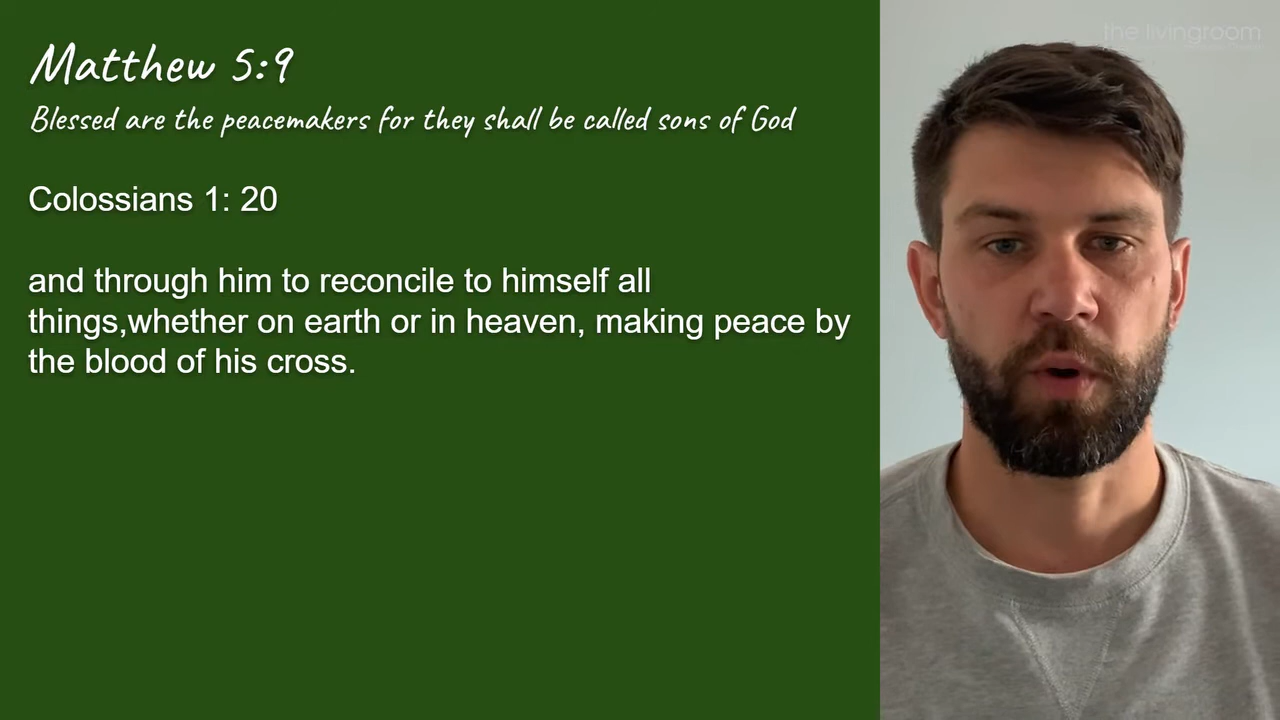 the livingroom
Matthew 5:9
Blessed are the peacemakers for they shall be called sons of God
Colossians 1: 20
and through him to reconcile to himself all
things,whether on earth or in heaven, making peace by
the blood of his cross.